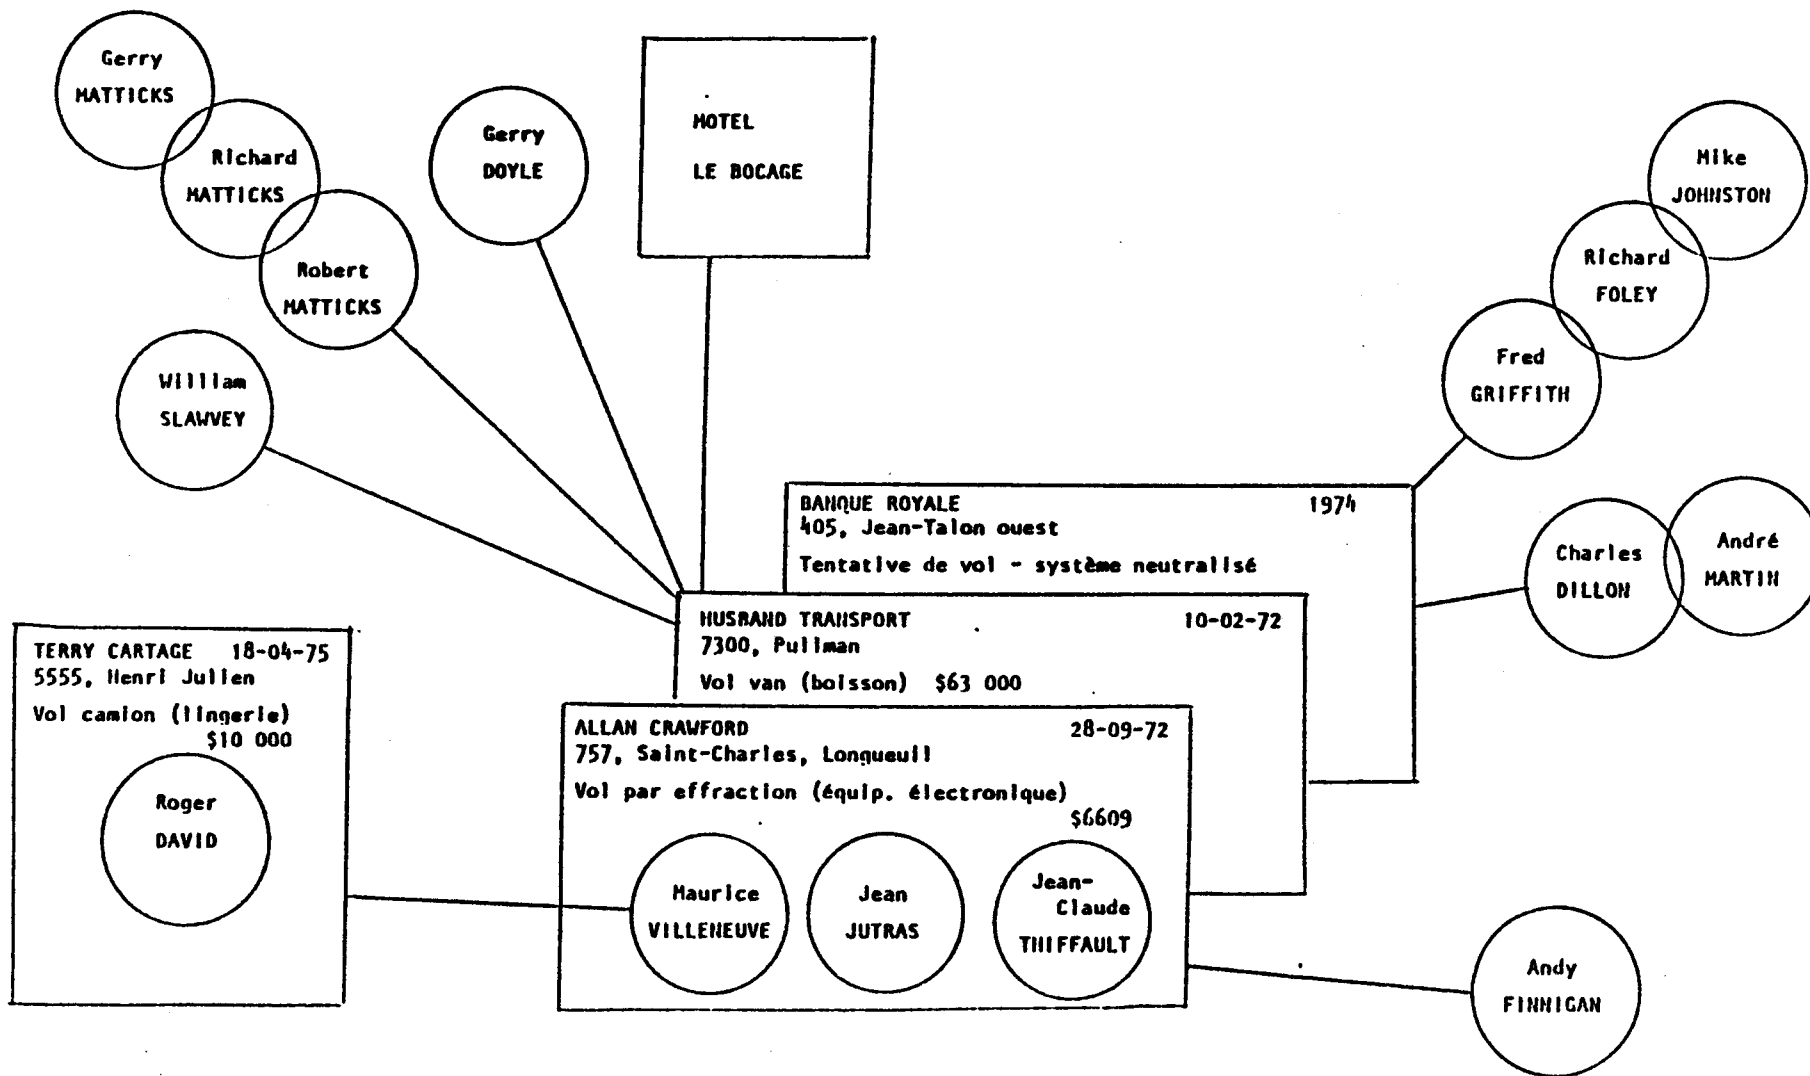 Gerry
MATTICKS
Richard
MATTICKS
Robert
MATTICKS
William
SLAWVEY
Gerry
DOYLE
MOTEL
LE BOCAGE
Mike
JOHNSTON
Richard
FOLEY
Fred
GRIFFITH
Charles
DILLON
André
MARTIN
BANQUE ROYALE 1974
405, Jean-Talon ouest
Tentative de vol - système neutralisé
HUSBAND TRANSPORT 10-02-72
7300, Pullman
Vol van (boisson) $63 000
TERRY CARTAGE 18-04-75
5555, Henri Julien
Vol camion (lingerie)
$10 000
Roger
DAVID
ALLAN CRAWFORD 28-09-72
757, Saint-Charles, Longueuil
Vol par effraction (équip. électronique)
$6609
Maurice
VILLENEUVE
Jean
JUTRAS
Jean-
Claude
THIFFAULT
Andy
FINNIGAN